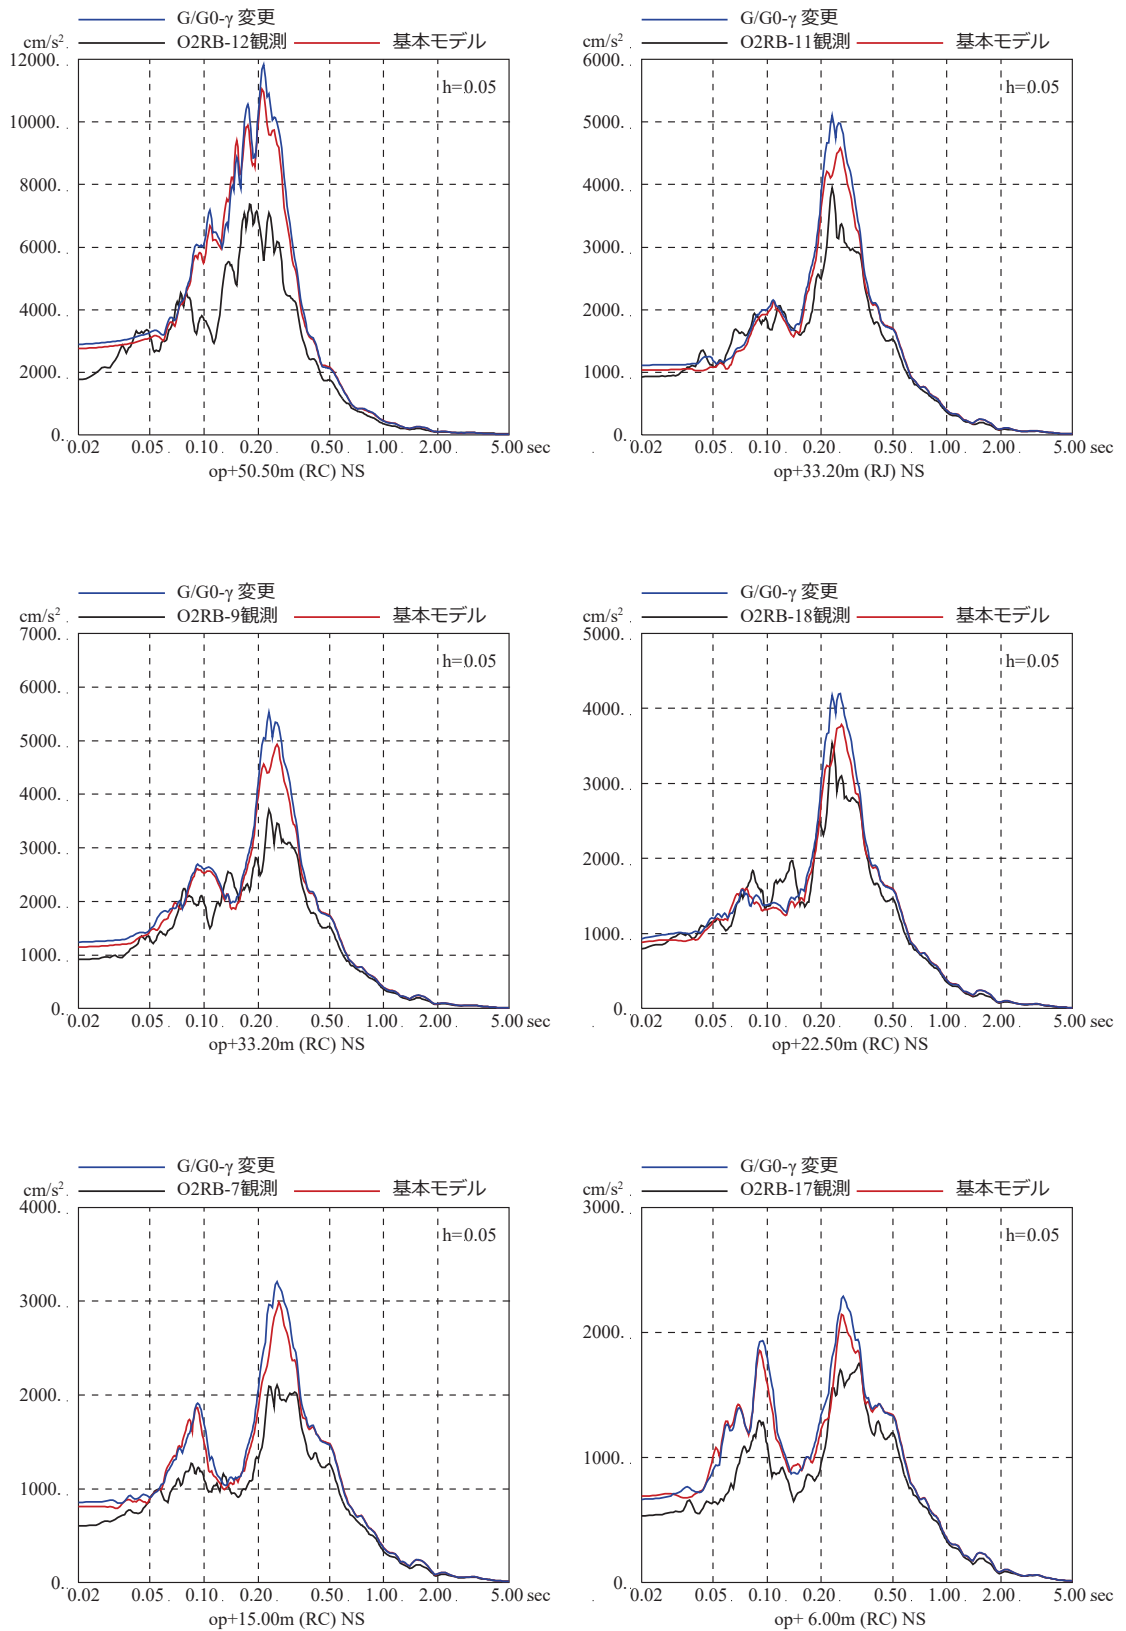 G/G0-γ 変更
cm/s² O2RB-12観測 基本モデル
12000.
h=0.05
10000.
8000.
6000.
4000.
2000.
0.
0.02 0.05 0.10 0.20 0.50 1.00 2.00 5.00 sec
op+50.50m (RC) NS
G/G0-γ 変更
cm/s² O2RB-11観測 基本モデル
6000.
h=0.05
5000.
4000.
3000.
2000.
1000.
0.
0.02 0.05 0.10 0.20 0.50 1.00 2.00 5.00 sec
op+33.20m (RJ) NS
G/G0-γ 変更
cm/s² O2RB-9観測 基本モデル
7000.
h=0.05
6000.
5000.
4000.
3000.
2000.
1000.
0.
0.02 0.05 0.10 0.20 0.50 1.00 2.00 5.00 sec
op+33.20m (RC) NS
G/G0-γ 変更
cm/s² O2RB-18観測 基本モデル
5000.
h=0.05
4000.
3000.
2000.
1000.
0.
0.02 0.05 0.10 0.20 0.50 1.00 2.00 5.00 sec
op+22.50m (RC) NS
G/G0-γ 変更
cm/s² O2RB-7観測 基本モデル
4000.
h=0.05
3000.
2000.
1000.
0.
0.02 0.05 0.10 0.20 0.50 1.00 2.00 5.00 sec
op+15.00m (RC) NS
G/G0-γ 変更
cm/s² O2RB-17観測 基本モデル
3000.
h=0.05
2000.
1000.
0.
0.02 0.05 0.10 0.20 0.50 1.00 2.00 5.00 sec
op+ 6.00m (RC) NS